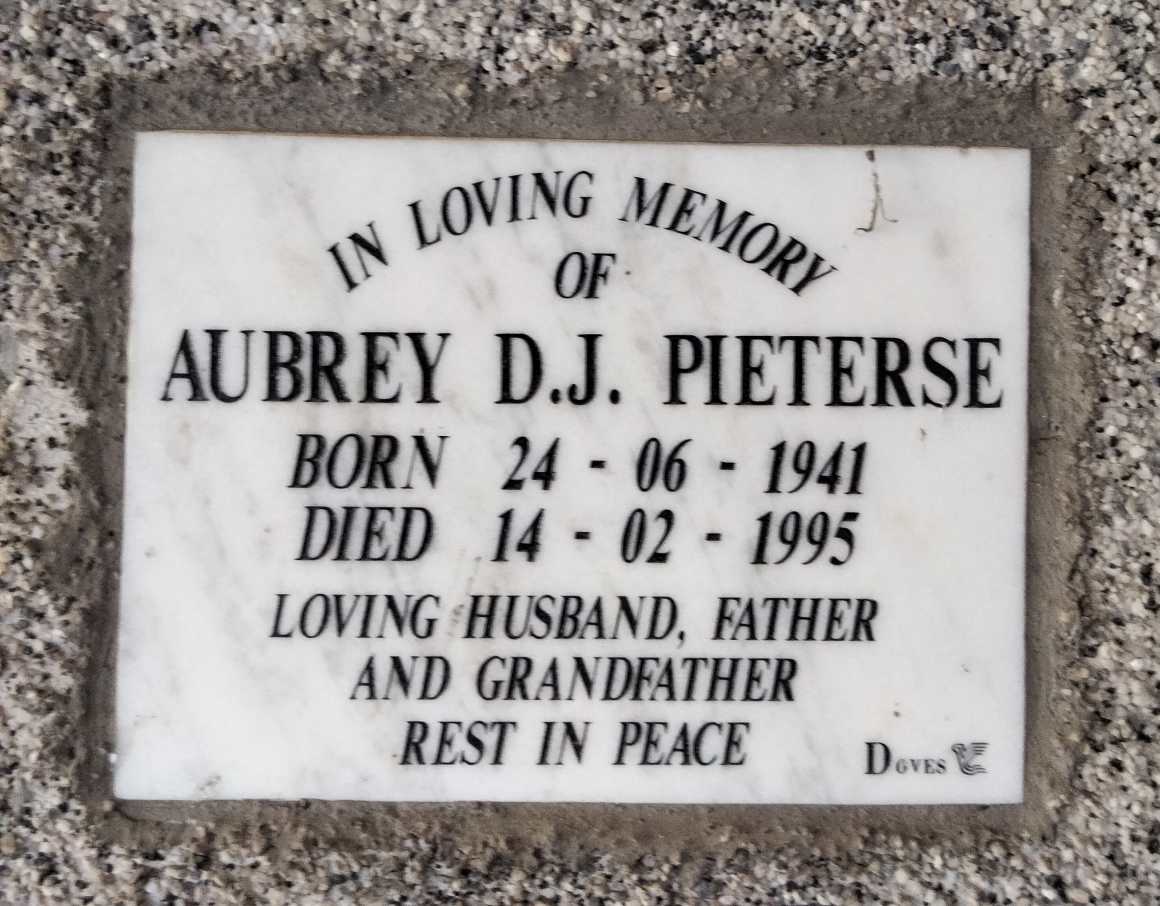 IN LOVING MEMORY
OF
AUBREY D.J. PIETERSE
BORN 24 - 06 - 1941
DIED 14 - 02 - 1995
LOVING HUSBAND, FATHER
AND GRANDFATHER
REST IN PEACE
DOVES